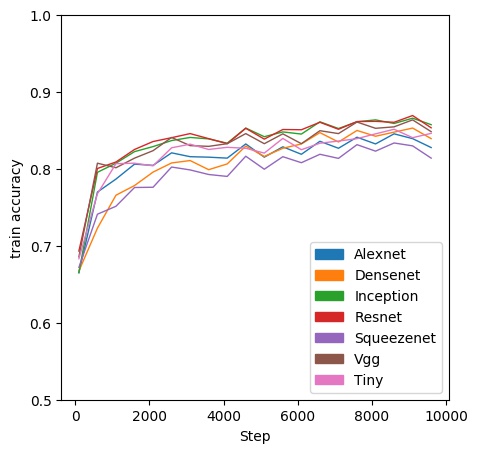 1.0
0.9
0.8
0.7
0.6
0.5
train accuracy
0
2000
4000
6000
8000
10000
Step
Alexnet
Densenet
Inception
Resnet
Squeezenet
Vgg
Tiny